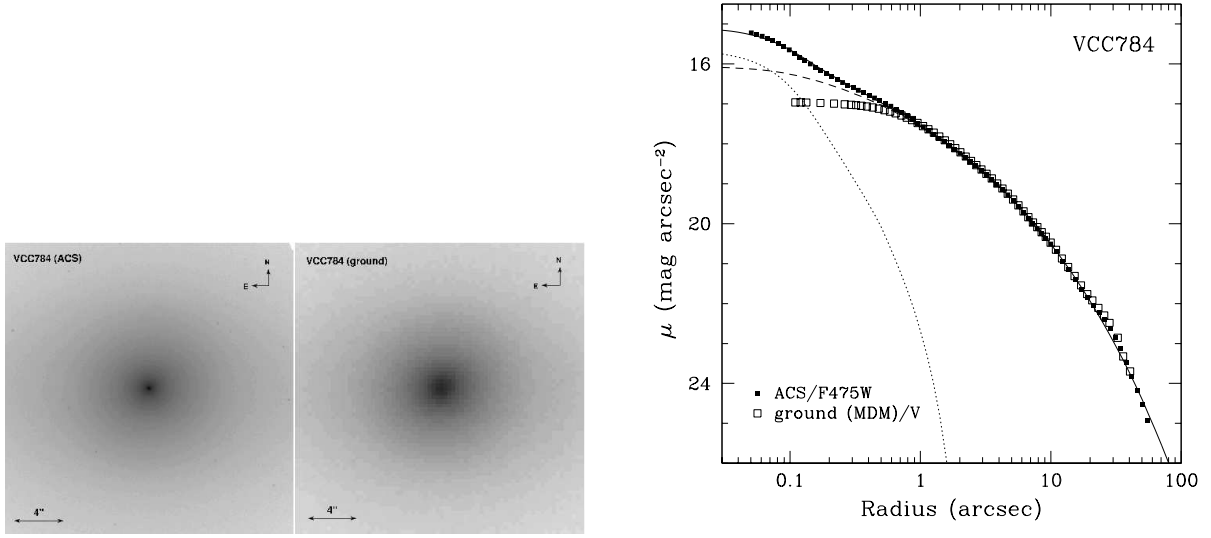 VCC784 (ACS)
N
E
4"
VCC784 (ground)
N
E
4"
VCC784
16
20
24
μ (mag arcsec⁻²)
ACS/F475W
ground (MDM)/V
0.1
1
10
100
Radius (arcsec)